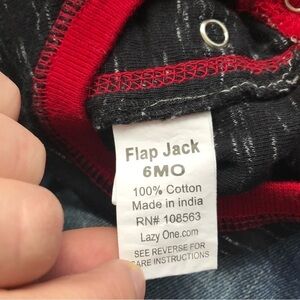 Flap Jack
6MO
100% Cotton
Made in india
RN# 108563
Lazy One.com
SEE REVERSE FOR
CARE INSTRUCTIONS